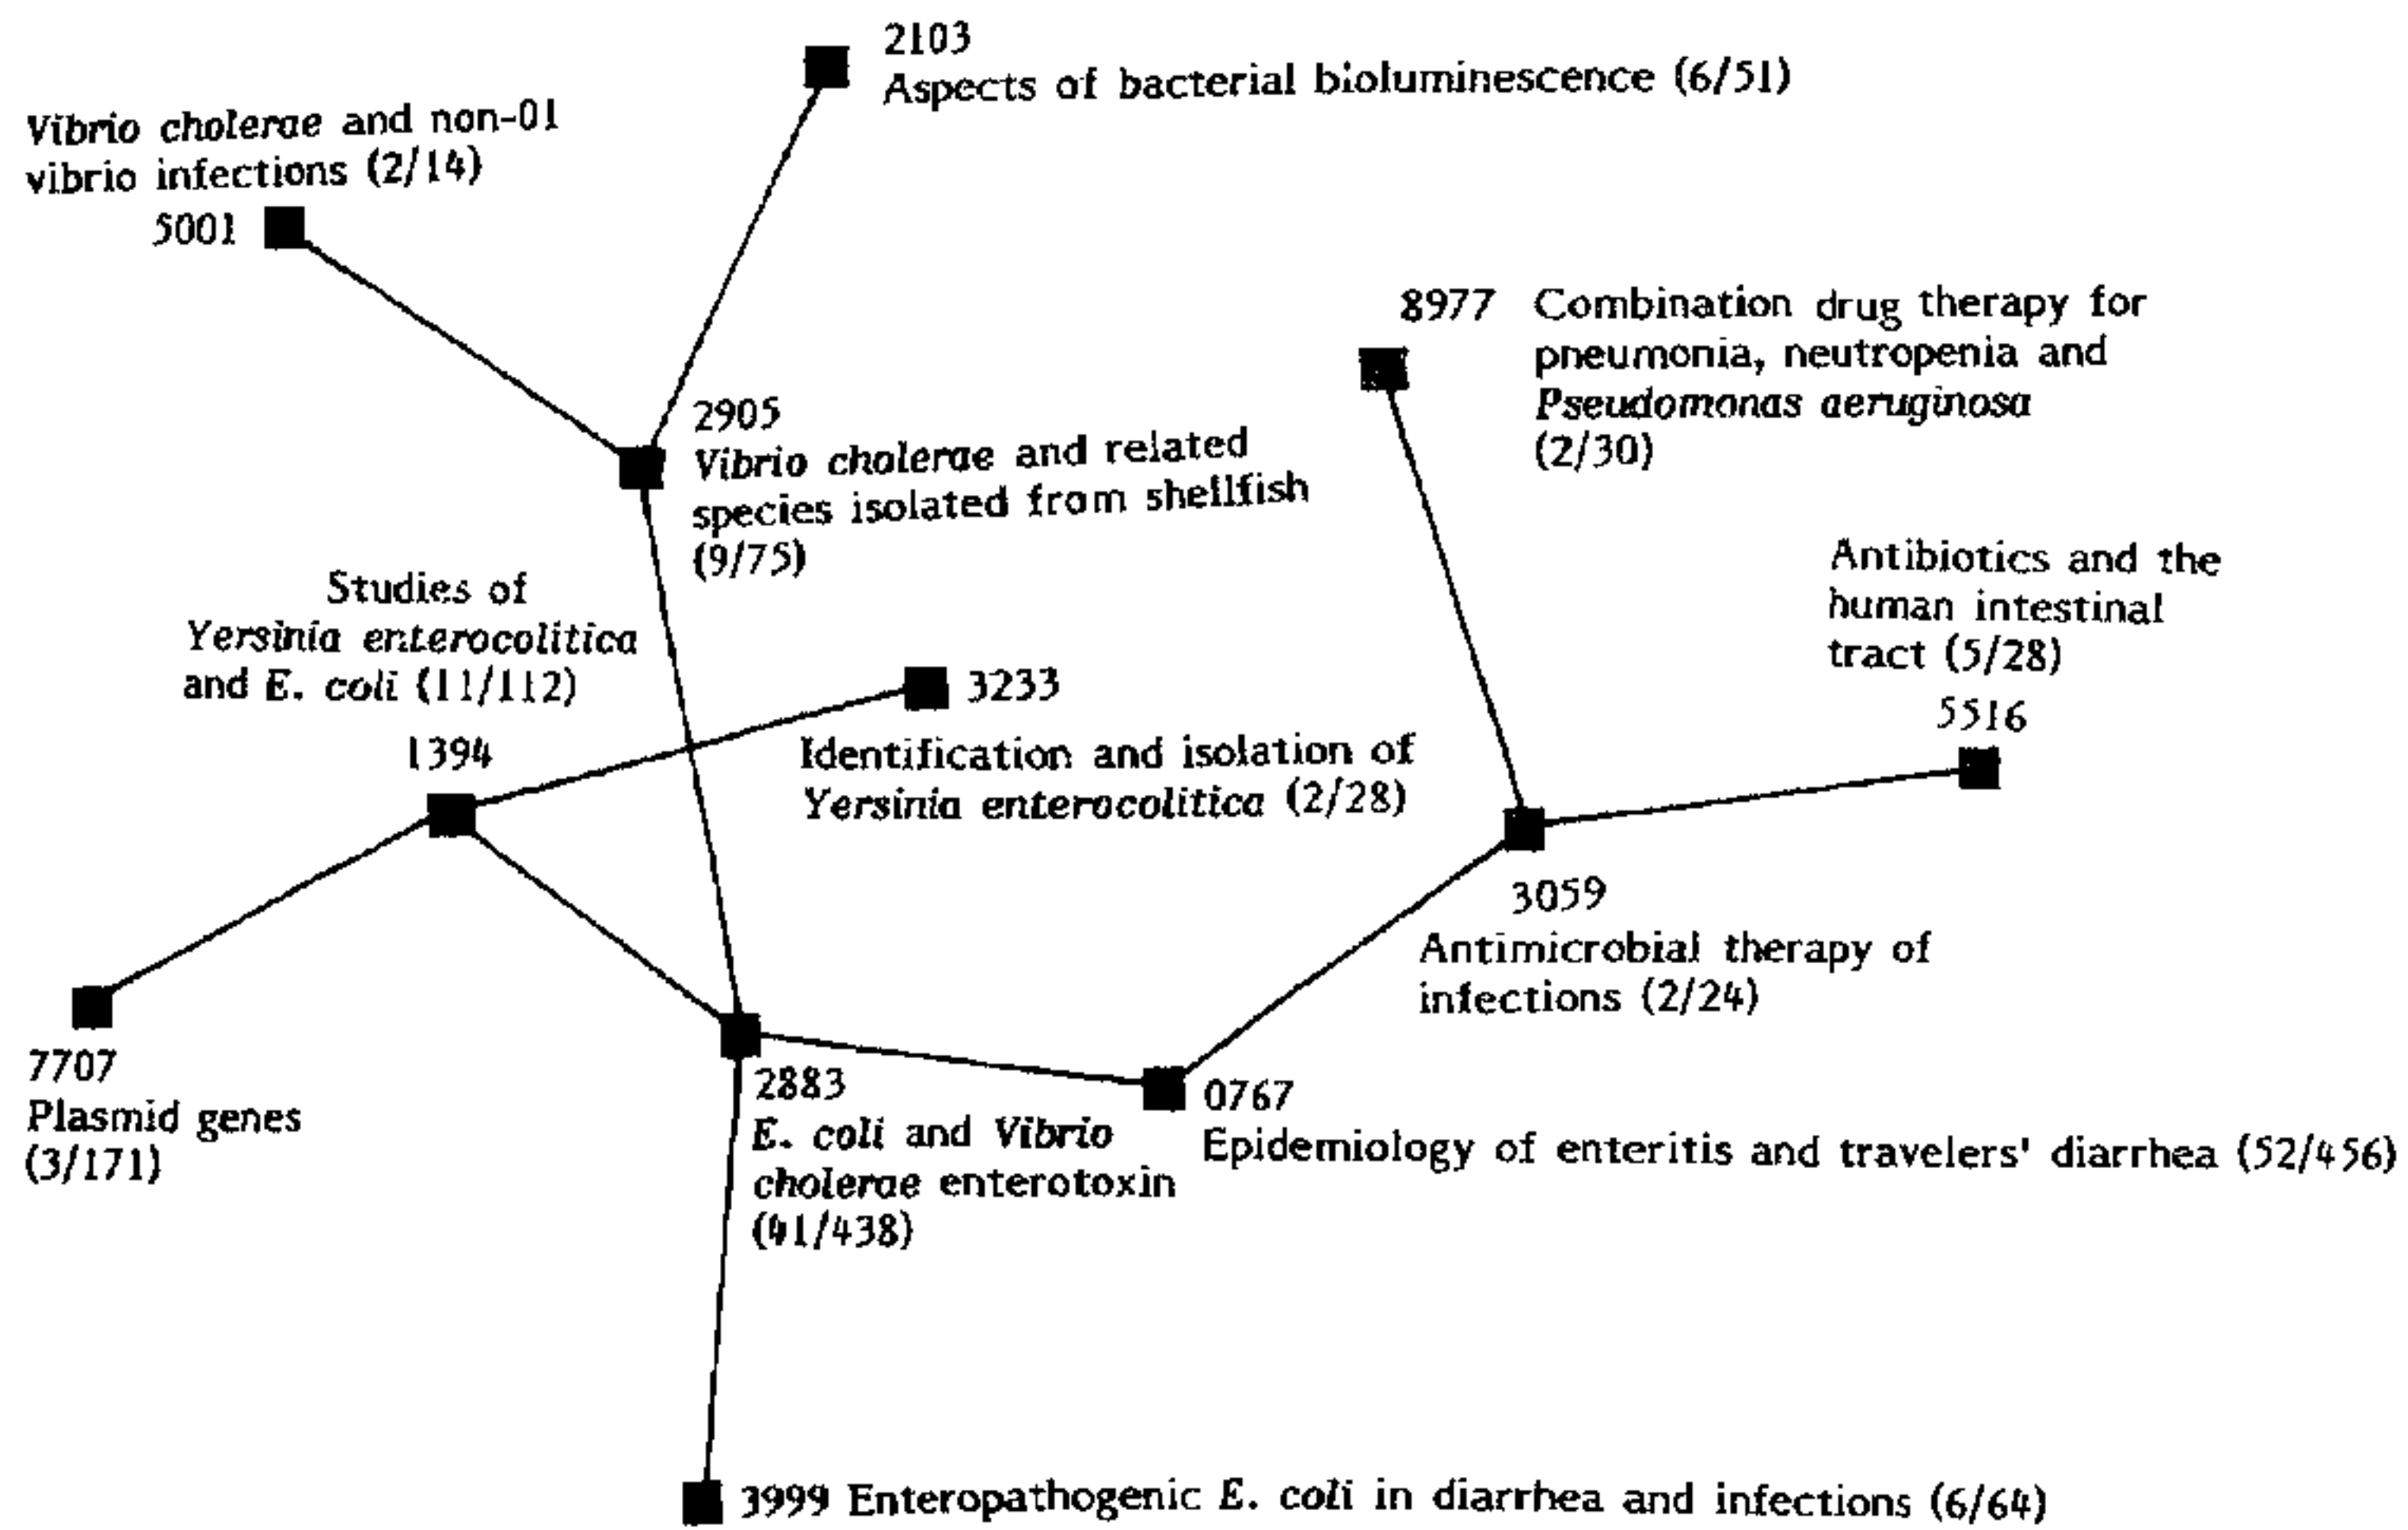 2103
Aspects of bacterial bioluminescence (6/51)
Vibrio cholerae and non-01
vibrio infections (2/14)
5001
8977 Combination drug therapy for
pneumonia, neutropenia and
Pseudomonas aeruginosa
(2/30)
2905
Vibrio cholerae and related
species isolated from shellfish
(9/75)
Antibiotics and the
human intestinal
tract (5/28)
5516
Studies of
Yersinia enterocolitica
and E. coli (11/112)
1394
3233
Identification and isolation of
Yersinia enterocolitica (2/28)
3059
Antimicrobial therapy of
infections (2/24)
7707
Plasmid genes
(3/171)
2883
E. coli and Vibrio
cholerae enterotoxin
(41/438)
0767
Epidemiology of enteritis and travelers' diarrhea (52/456)
3999 Enteropathogenic E. coli in diarrhea and infections (6/64)